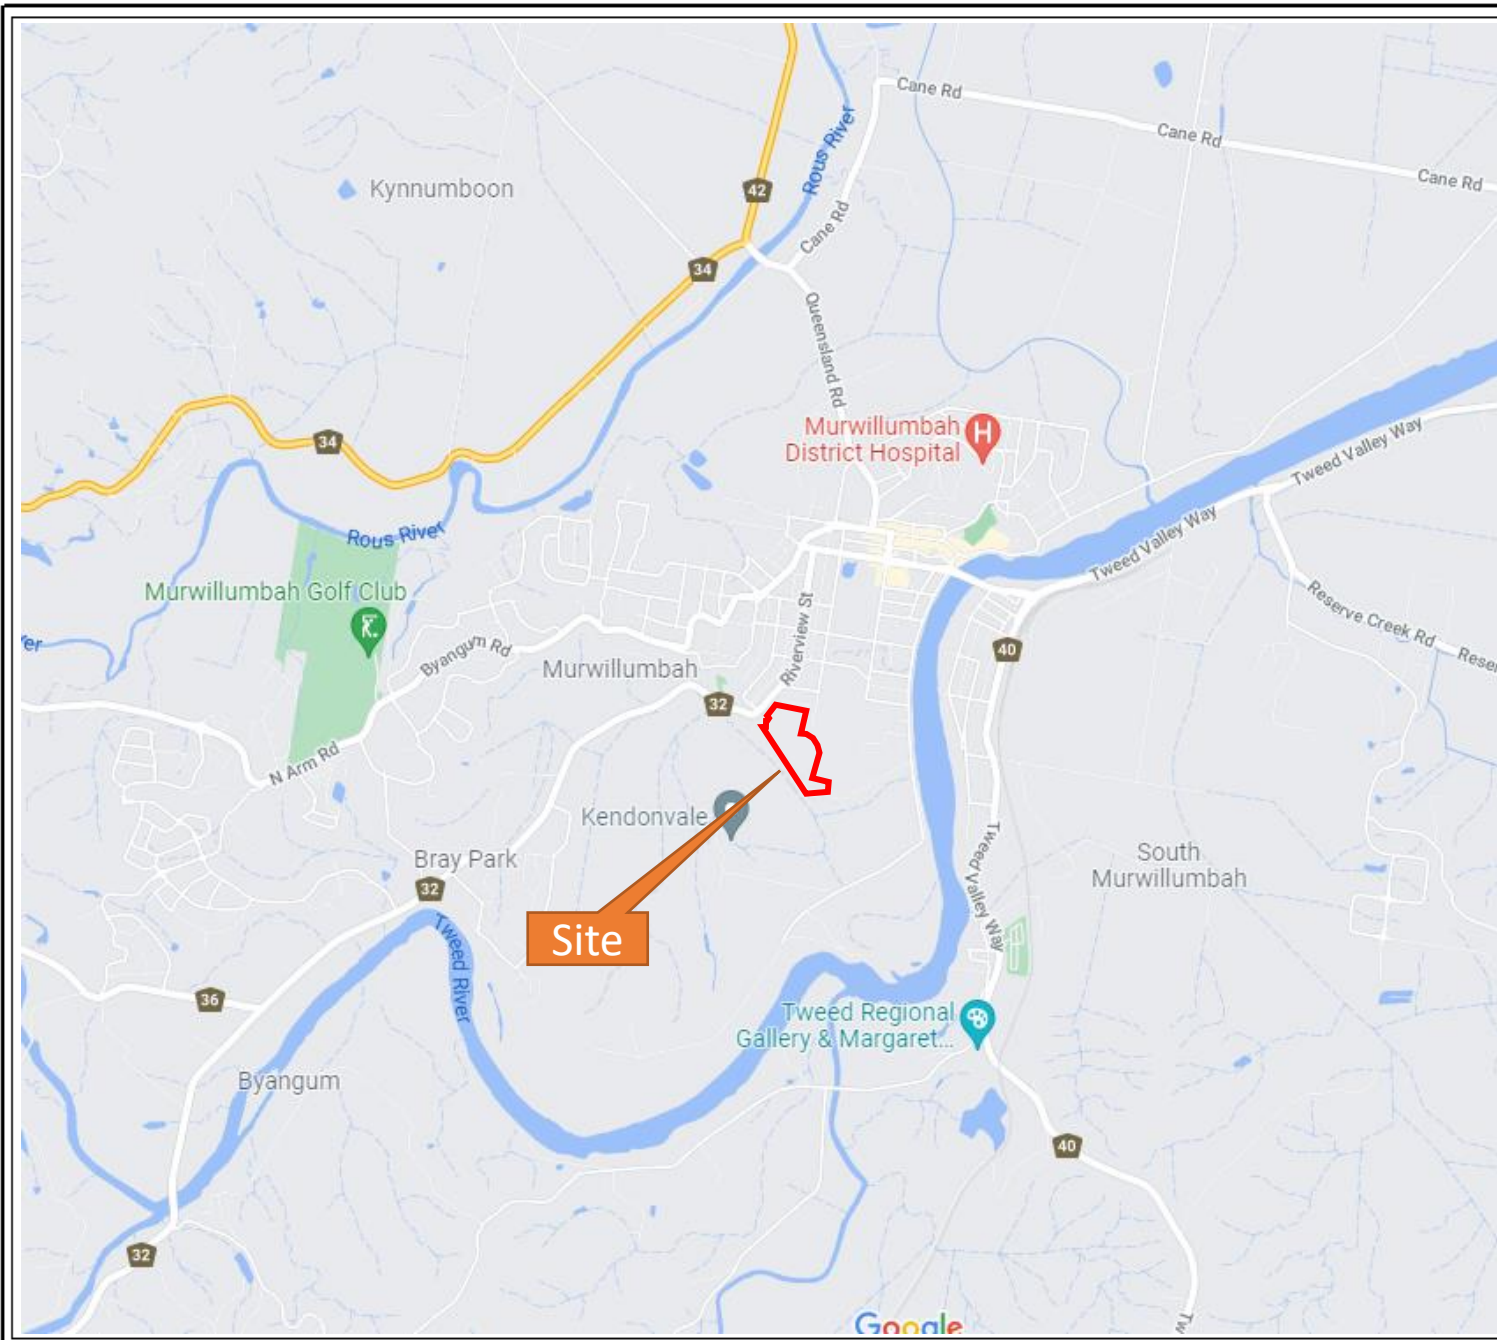 Cane Rd
Cane Rd
Cane Rd
Rous River
Kynnumboon
42
Cane Rd
34
Queensland Rd
Murwillumbah
District Hospital
H
34
Tweed Valley Way
Rous River
Tweed Valley Way
Murwillumbah Golf Club
Reserve Creek Rd
Reser
er
Byangum Rd
Riverview St
40
Murwillumbah
32
N Arm Rd
Kendonvale
Tweed Valley Way
South
Murwillumbah
Bray Park
32
Site
Tweed River
36
Tweed Regional
Gallery & Margaret...
Byangum
40
32
Google
Tw